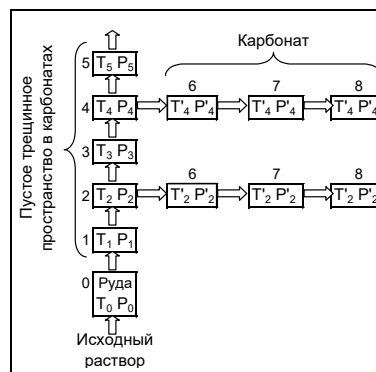 Карбонат
Пустое трещинное
пространство в карбонатах
5 T₅ P₅
6 7 8
4 T₄ P₄ T'₄ P'₄ T'₄ P'₄ T'₄ P'₄
3 T₃ P₃
6 7 8
2 T₂ P₂ T'₂ P'₂ T'₂ P'₂ T'₂ P'₂
1 T₁ P₁
0 Руда
T₀ P₀
Исходный
раствор